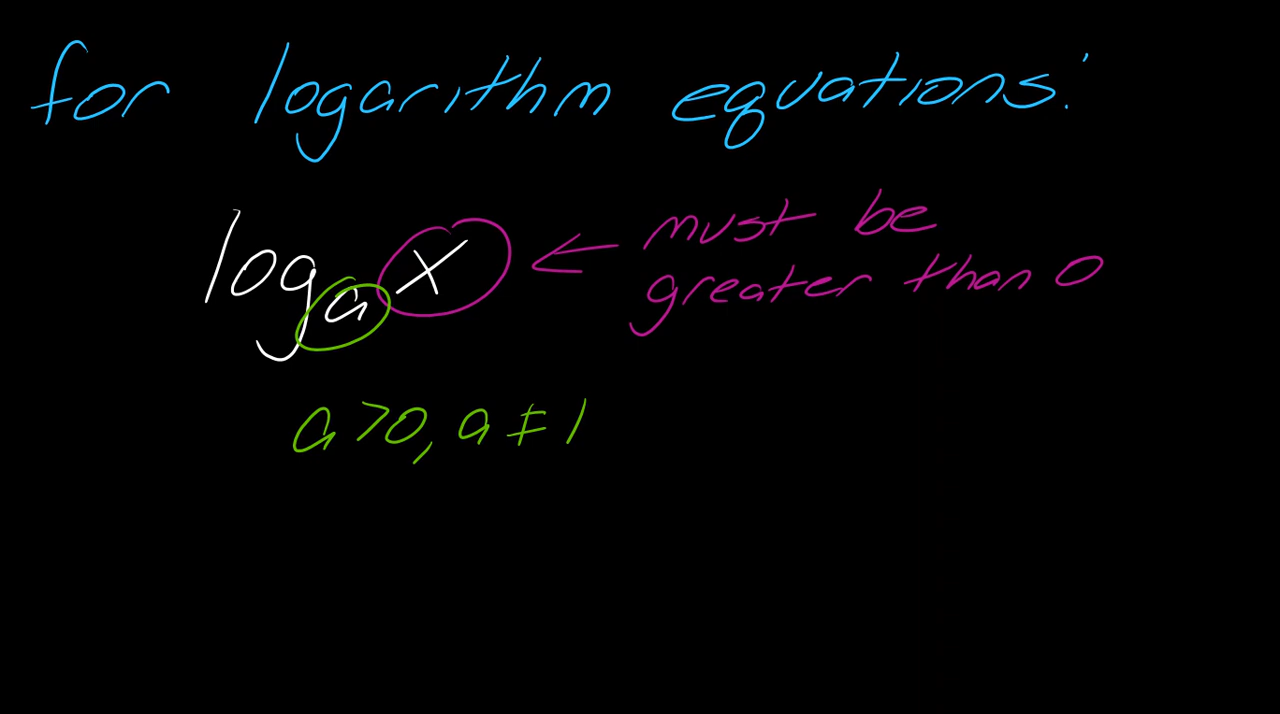 for logarithm equations:
logₐ x ← must be
greater than 0
a > 0, a ≠ 1